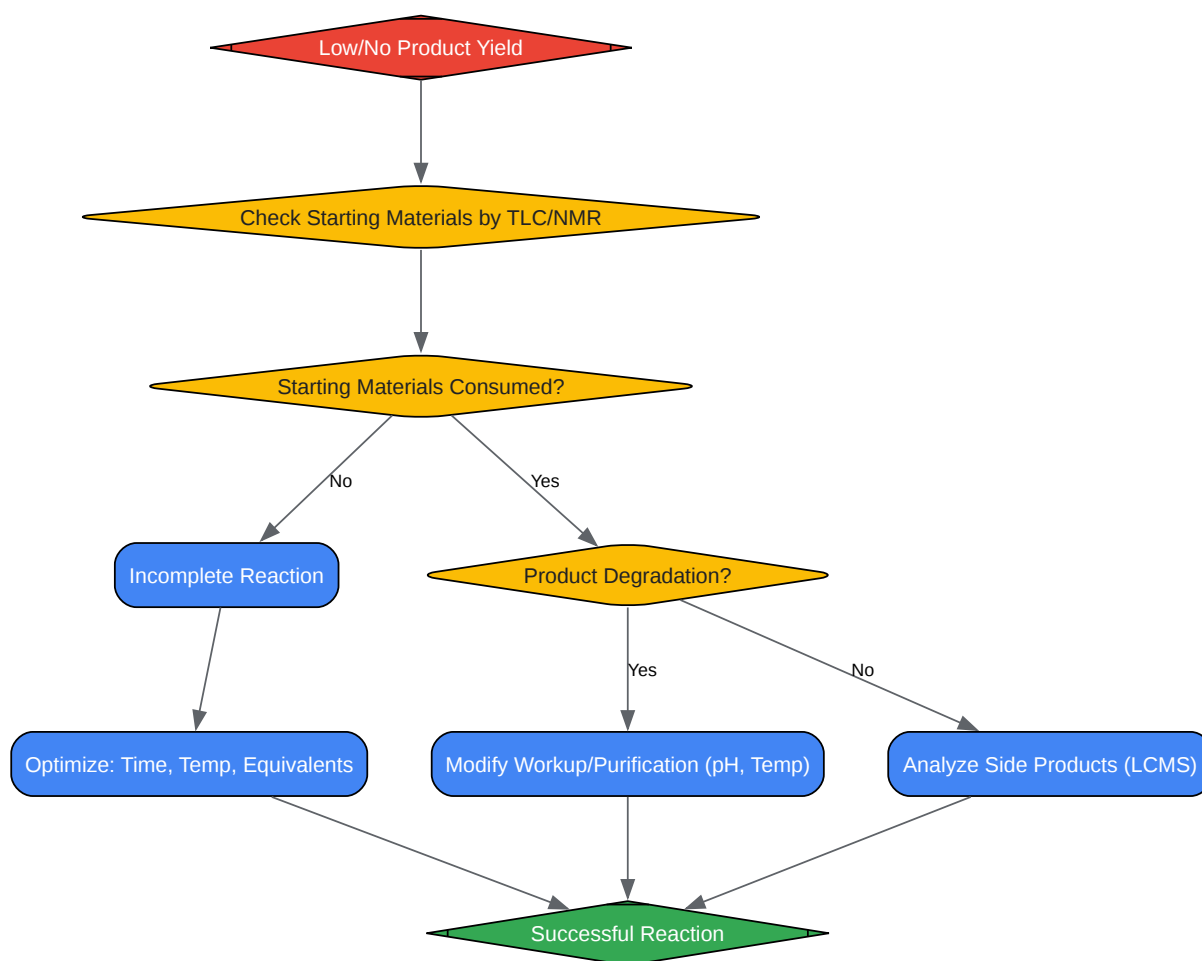 Low/No Product Yield
Check Starting Materials by TLC/NMR
Starting Materials Consumed?
No
Yes
Incomplete Reaction
Product Degradation?
Yes
No
Optimize: Time, Temp, Equivalents
Modify Workup/Purification (pH, Temp)
Analyze Side Products (LCMS)
Successful Reaction